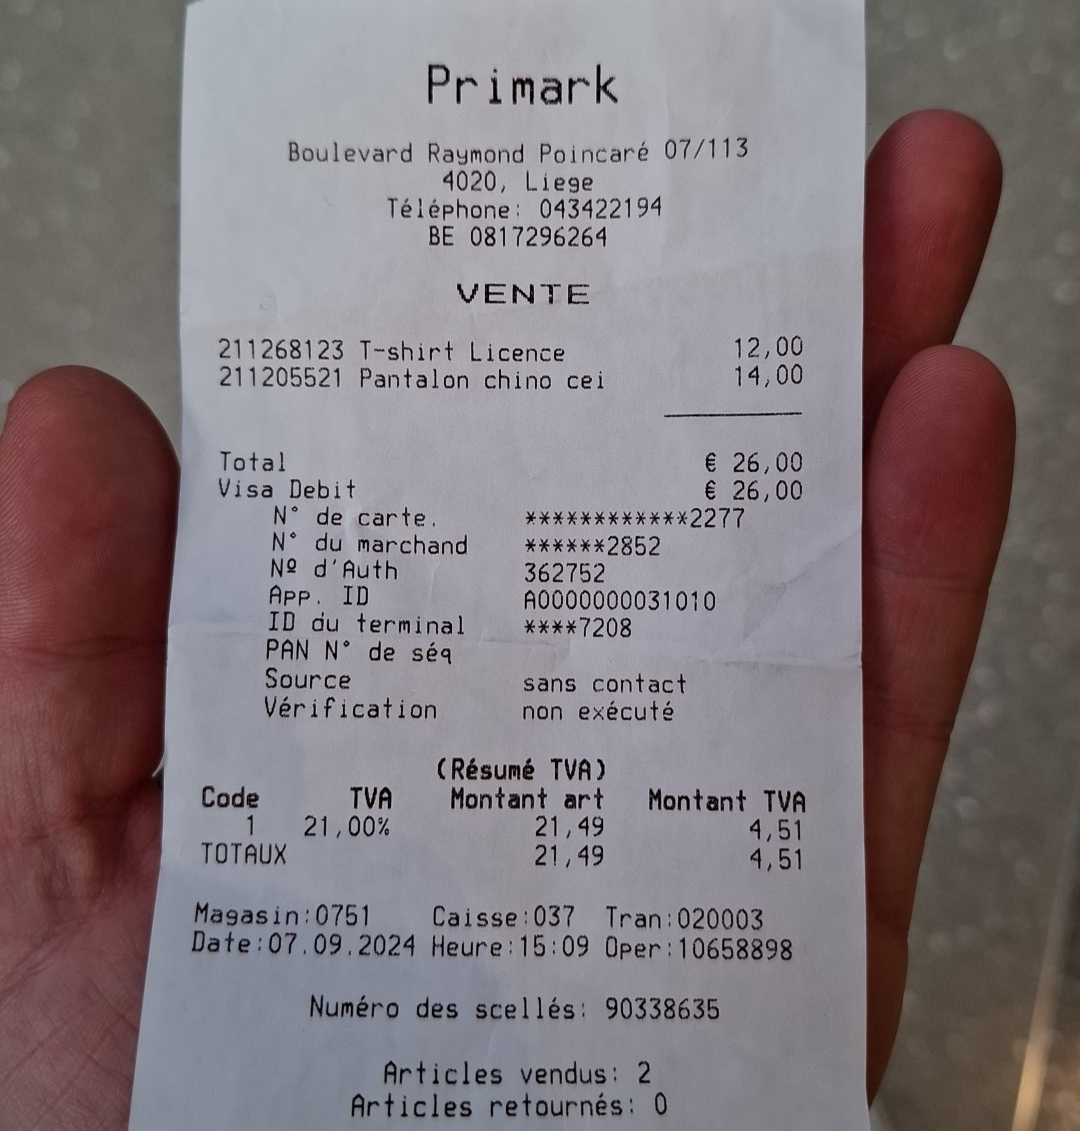 Primark
Boulevard Raymond Poincaré 07/113
4020, Liege
Téléphone: 043422194
BE 0817296264
VENTE
211268123 T-shirt Licence 12,00
211205521 Pantalon chino cei 14,00
Total € 26,00
Visa Debit € 26,00
N° de carte. ************2277
N° du marchand ******2852
Nº d'Auth 362752
App. ID A0000000031010
ID du terminal ****7208
PAN N° de séq
Source sans contact
Vérification non exécuté
(Résumé TVA)
Code TVA Montant art Montant TVA
1 21,00% 21,49 4,51
TOTAUX 21,49 4,51
Magasin:0751 Caisse:037 Tran:020003
Date:07.09.2024 Heure:15:09 Oper:10658898
Numéro des scellés: 90338635
Articles vendus: 2
Articles retournés: 0